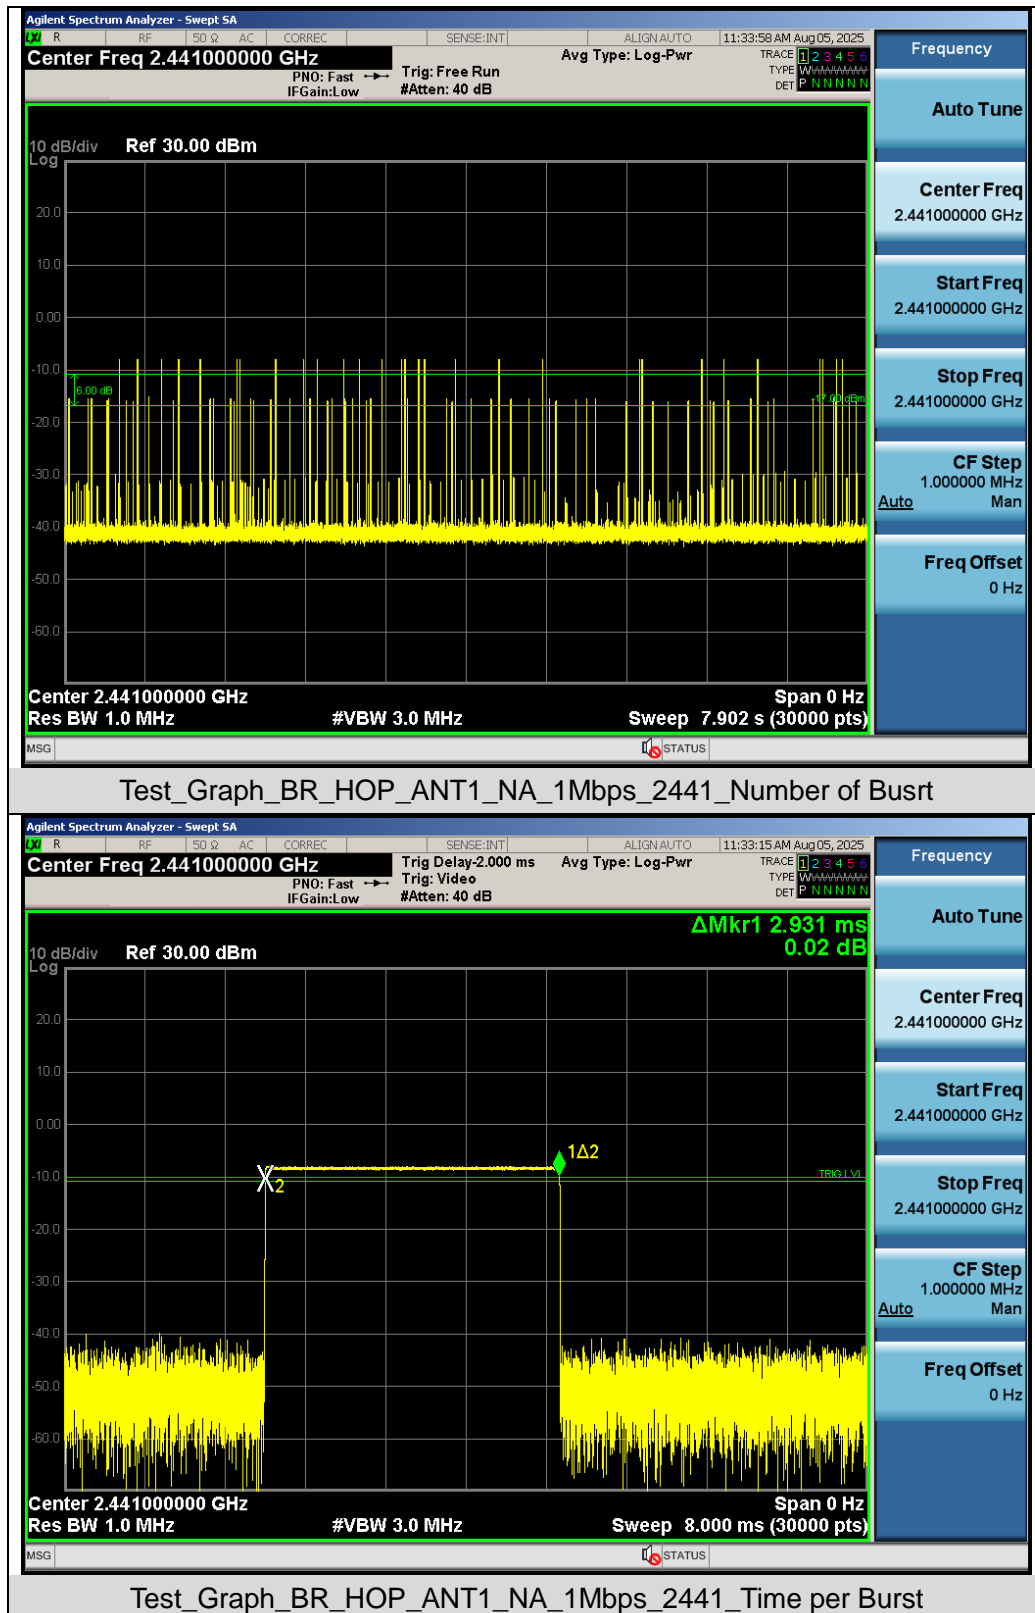 Agilent Spectrum Analyzer - Swept SA
LXI R RF 50 Ω AC CORREC SENSE:INT ALIGN AUTO 11:33:58 AM Aug 05, 2025
Center Freq 2.441000000 GHz
PNO: Fast
IFGain:Low
Trig: Free Run
#Atten: 40 dB
Avg Type: Log-Pwr
TRACE 1 2 3 4 5 6
TYPE
DET P N N N N N
10 dB/div
Log
Ref 30.00 dBm
20.0
10.0
0.00
-10.0
6.00 dB
-17.00 dBm
-20.0
-30.0
-40.0
-50.0
-60.0
Center 2.441000000 GHz
Span 0 Hz
Res BW 1.0 MHz
#VBW 3.0 MHz
Sweep 7.902 s (30000 pts)
MSG
STATUS
Frequency
Auto Tune
Center Freq
2.441000000 GHz
Start Freq
2.441000000 GHz
Stop Freq
2.441000000 GHz
CF Step
1.000000 MHz
Auto Man
Freq Offset
0 Hz
Test_Graph_BR_HOP_ANT1_NA_1Mbps_2441_Number of Busrt
Agilent Spectrum Analyzer - Swept SA
LXI R RF 50 Ω AC CORREC SENSE:INT ALIGN AUTO 11:33:15 AM Aug 05, 2025
Center Freq 2.441000000 GHz
PNO: Fast
IFGain:Low
Trig Delay-2.000 ms
Trig: Video
#Atten: 40 dB
Avg Type: Log-Pwr
TRACE 1 2 3 4 5 6
TYPE
DET P N N N N N
ΔMkr1 2.931 ms
0.02 dB
10 dB/div
Log
Ref 30.00 dBm
20.0
10.0
0.00
1Δ2
-10.0
2
TRIG LVL
-20.0
-30.0
-40.0
-50.0
-60.0
Center 2.441000000 GHz
Span 0 Hz
Res BW 1.0 MHz
#VBW 3.0 MHz
Sweep 8.000 ms (30000 pts)
MSG
STATUS
Frequency
Auto Tune
Center Freq
2.441000000 GHz
Start Freq
2.441000000 GHz
Stop Freq
2.441000000 GHz
CF Step
1.000000 MHz
Auto Man
Freq Offset
0 Hz
Test_Graph_BR_HOP_ANT1_NA_1Mbps_2441_Time per Burst